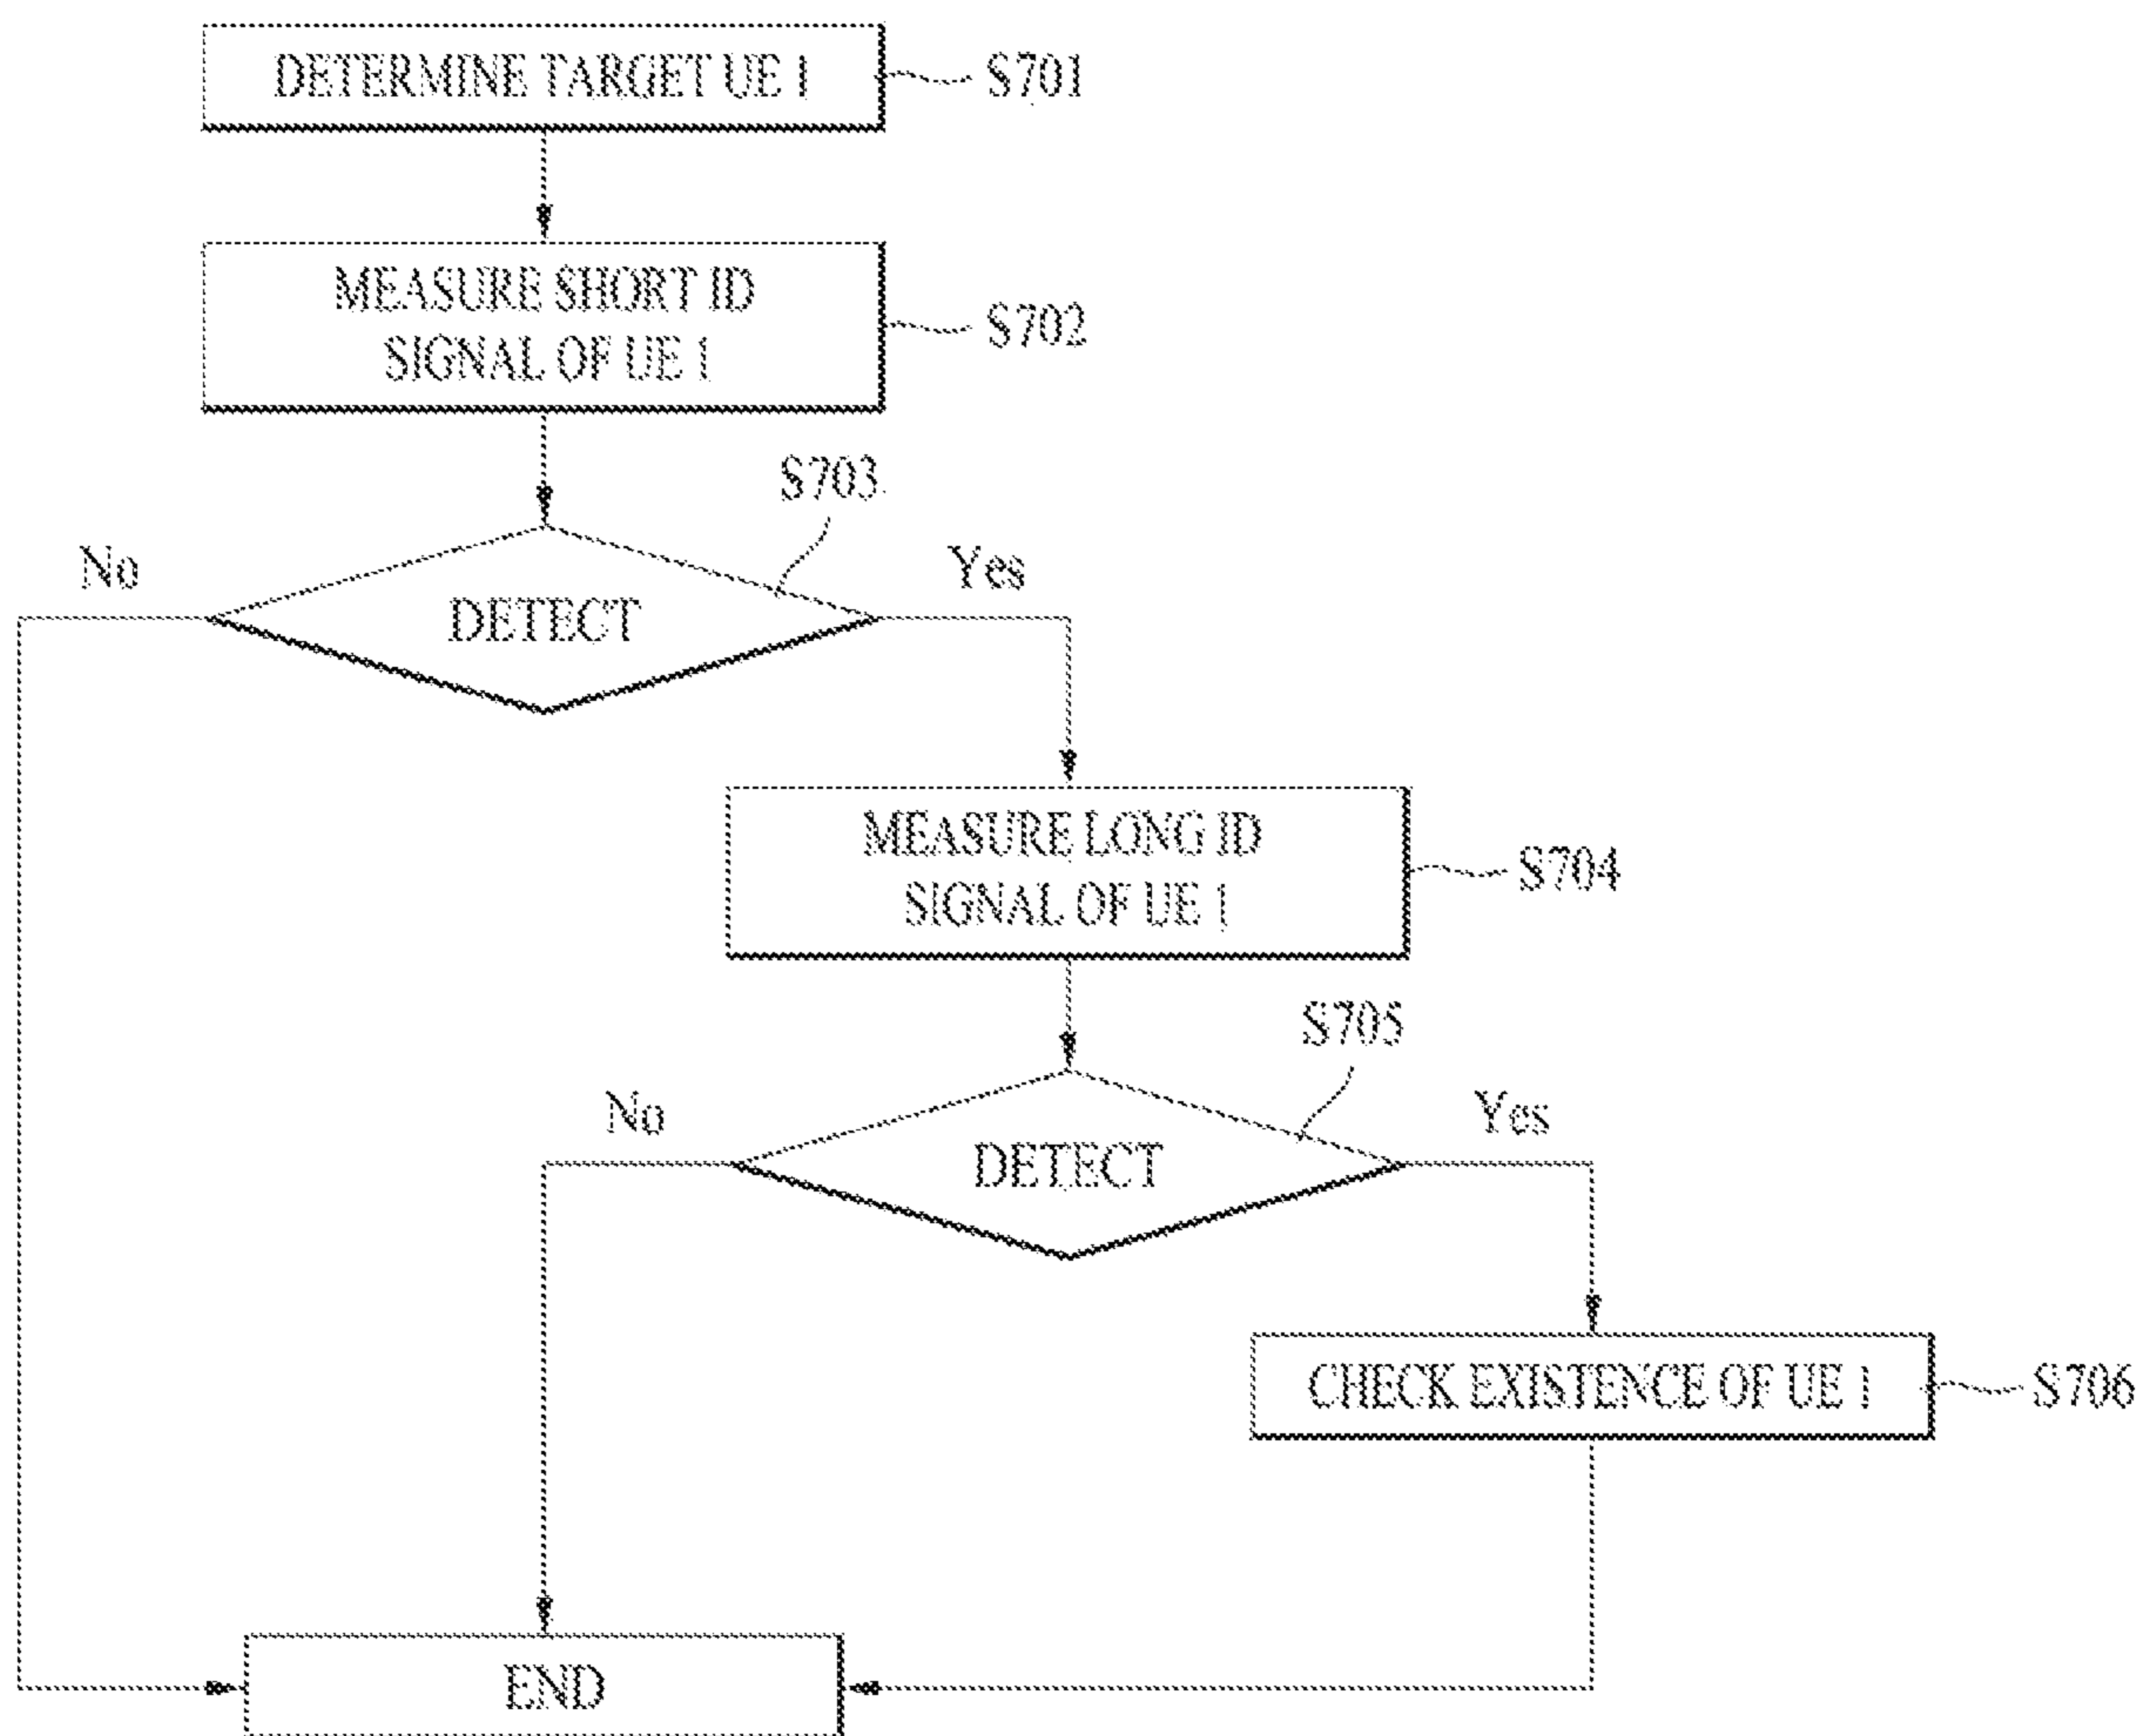 DETERMINE TARGET UE 1
S701
MEASURE SHORT ID
SIGNAL OF UE 1
S702
S703
No
Yes
DETECT
MEASURE LONG ID
SIGNAL OF UE 1
S704
S705
No
Yes
DETECT
CHECK EXISTENCE OF UE 1
S706
END